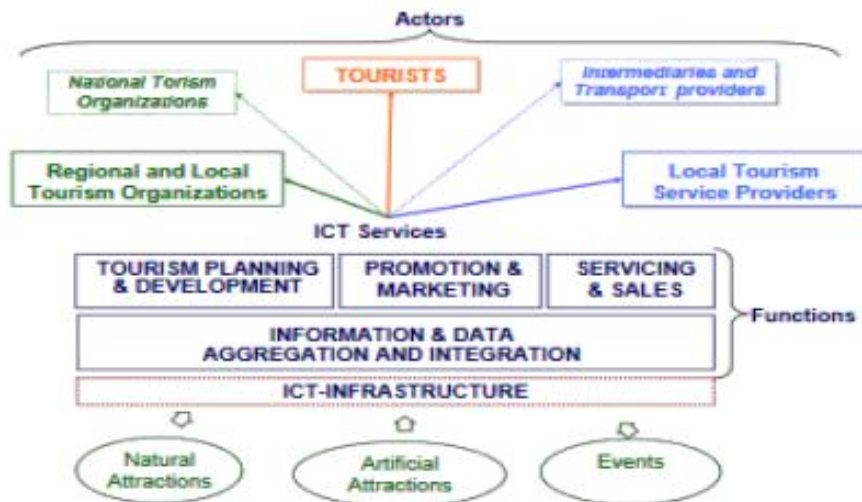 Actors
National Torism
Organizations
TOURISTS
Intermediaries and
Transport providers
Regional and Local
Tourism Organizations
Local Tourism
Service Providers
ICT Services
TOURISM PLANNING
& DEVELOPMENT
PROMOTION &
MARKETING
SERVICING
& SALES
Functions
INFORMATION & DATA
AGGREGATION AND INTEGRATION
ICT-INFRASTRUCTURE
Natural
Attractions
Artificial
Attractions
Events